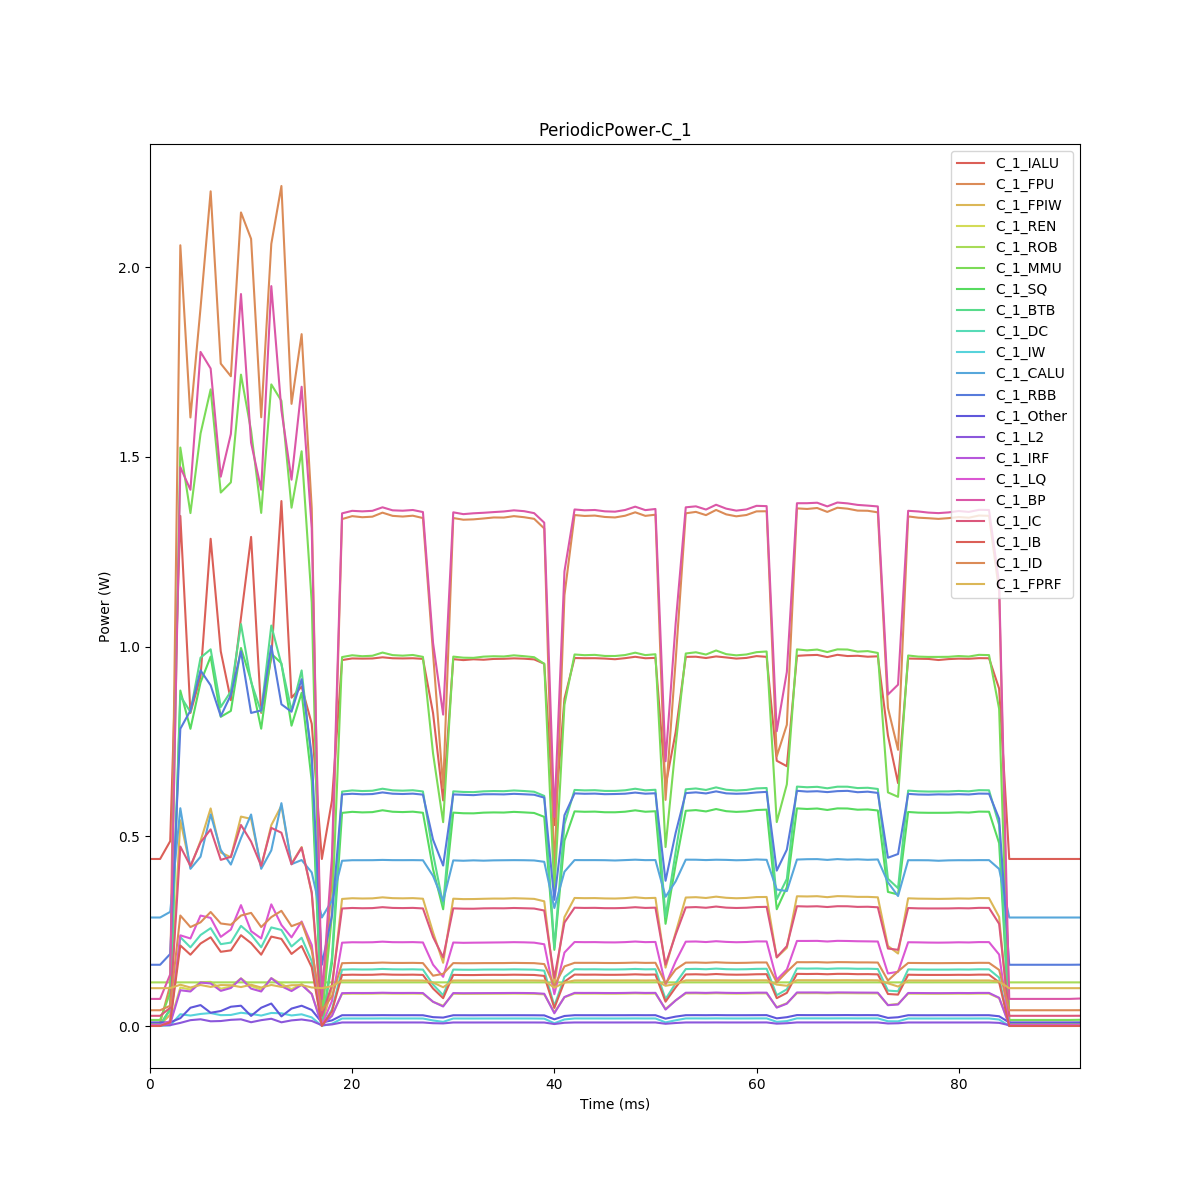 PeriodicPower-C_1
C_1_IALU
C_1_FPU
C_1_FPIW
C_1_REN
C_1_ROB
C_1_MMU
C_1_SQ
C_1_BTB
C_1_DC
C_1_IW
C_1_CALU
C_1_RBB
C_1_Other
C_1_L2
C_1_IRF
C_1_LQ
C_1_BP
C_1_IC
C_1_IB
C_1_ID
C_1_FPRF
2.0
1.5
1.0
0.5
0.0
Power (W)
0 20 40 60 80
Time (ms)